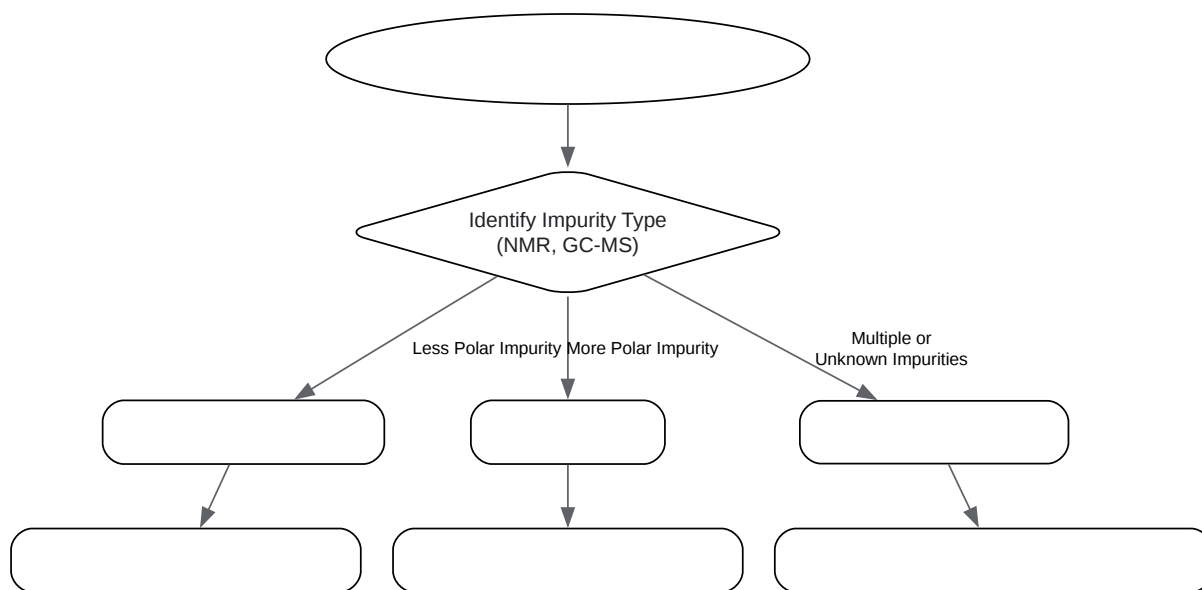 Identify Impurity Type
(NMR, GC-MS)
Less Polar Impurity
More Polar Impurity
Multiple or
Unknown Impurities